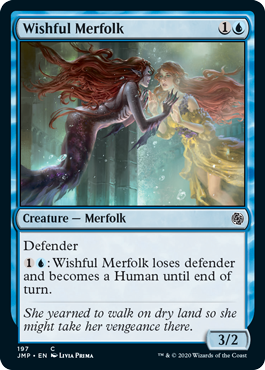 Wishful Merfolk 1
Creature — Merfolk
Defender
1 : Wishful Merfolk loses defender
and becomes a Human until end of
turn.
She yearned to walk on dry land so she
might take her vengeance there.
3/2
197 C
JMP • EN LIVIA PRIMA
™ & © 2020 Wizards of the Coast